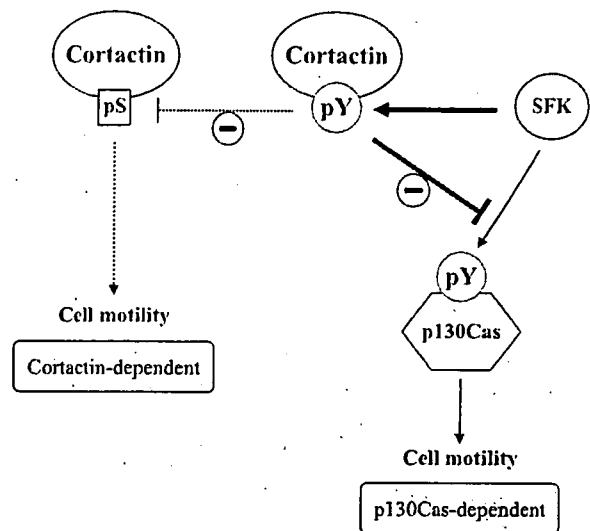 Cortactin
pS
Cortactin
pY
SFK
pY
p130Cas
Cell motility
Cortactin-dependent
Cell motility
p130Cas-dependent